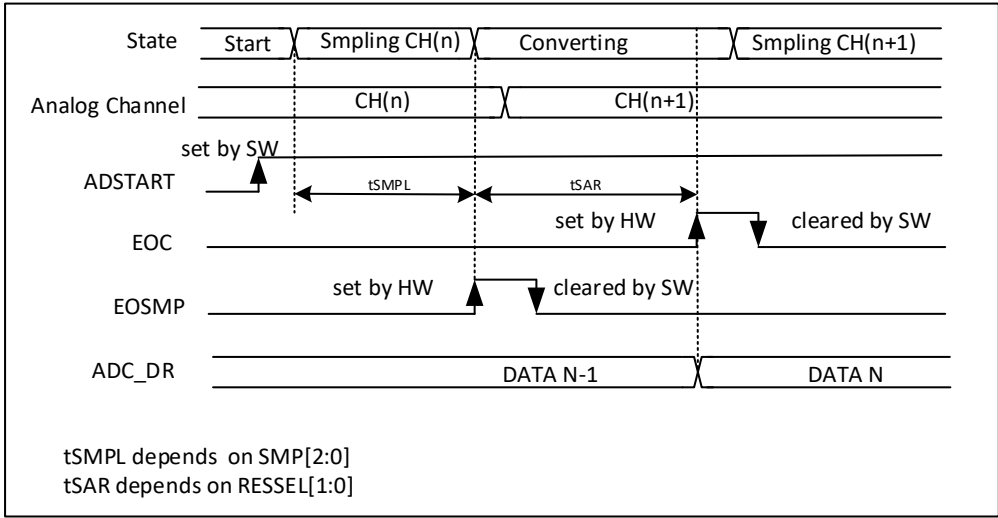 State Start Smpling CH(n) Converting Smpling CH(n+1)
Analog Channel CH(n) CH(n+1)
set by SW
ADSTART
tSMPL tSAR
set by HW cleared by SW
EOC
set by HW cleared by SW
EOSMP
ADC_DR DATA N-1 DATA N
tSMPL depends on SMP[2:0]
tSAR depends on RESSEL[1:0]